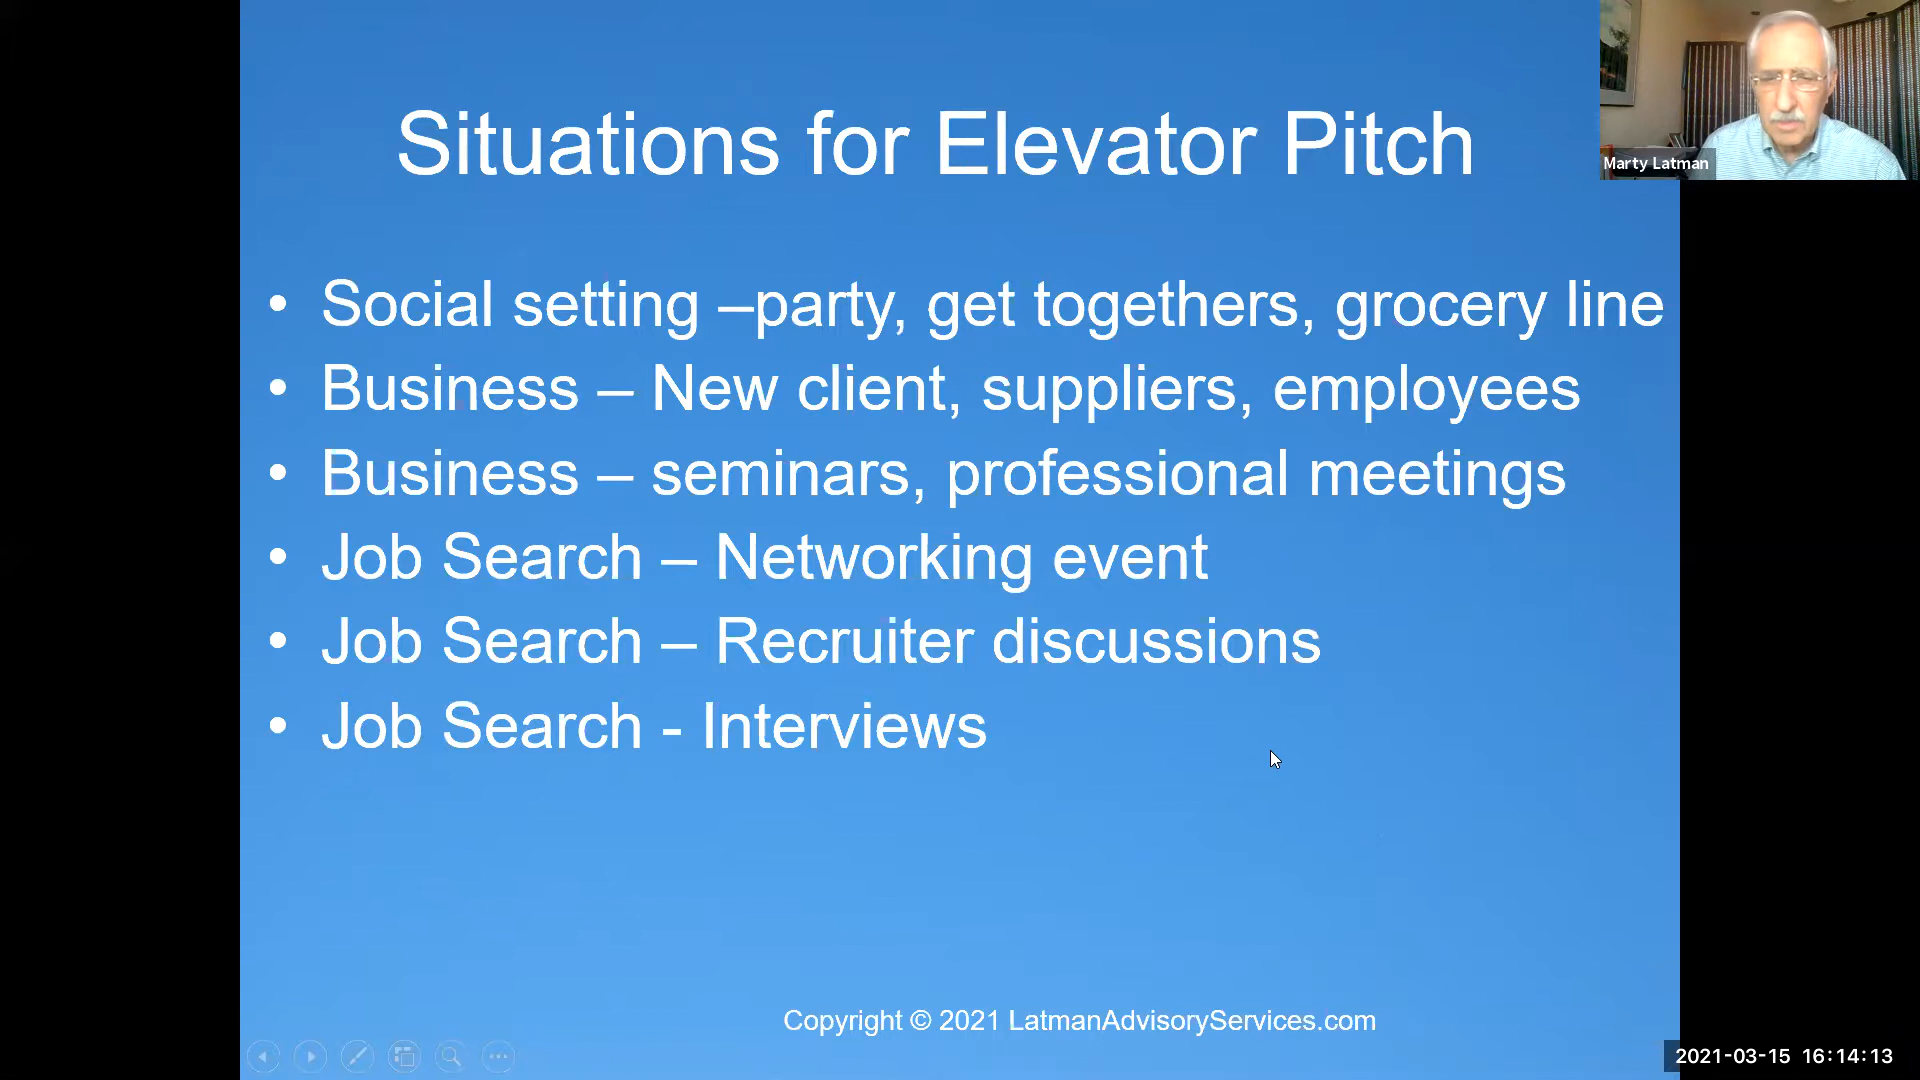 Situations for Elevator Pitch
Marty Latman
• Social setting –party, get togethers, grocery line
• Business – New client, suppliers, employees
• Business – seminars, professional meetings
• Job Search – Networking event
• Job Search – Recruiter discussions
• Job Search - Interviews
Copyright © 2021 LatmanAdvisoryServices.com
2021-03-15 16:14:13